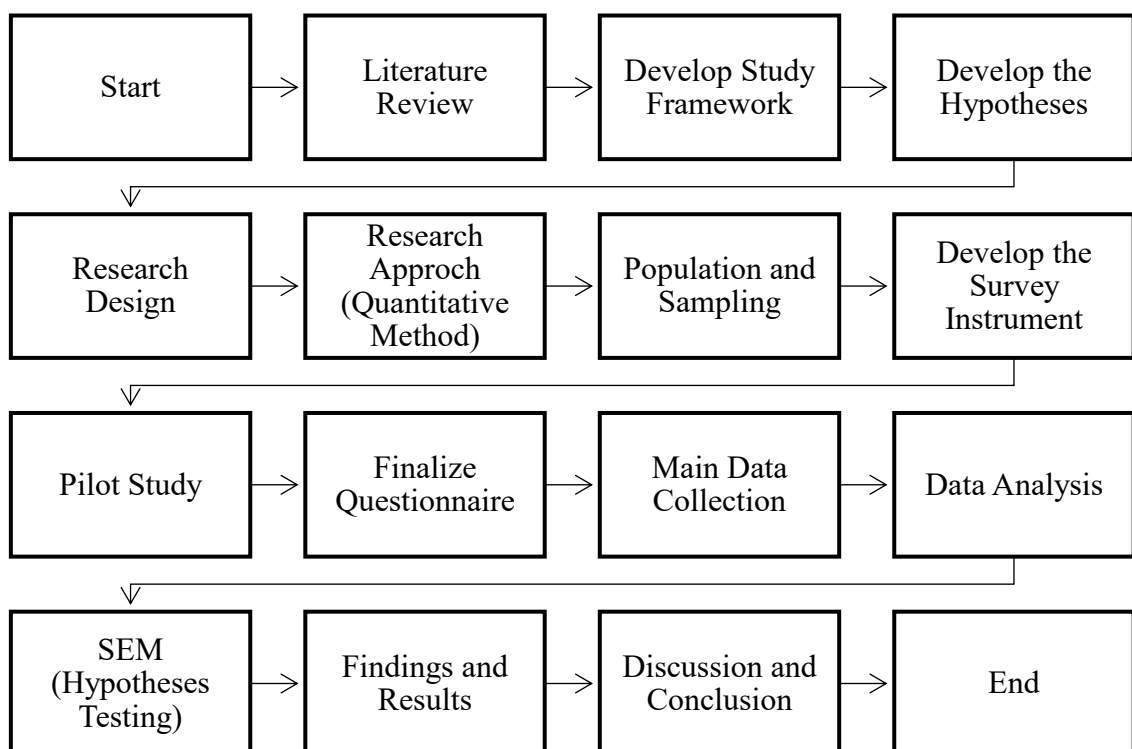 Start
Literature
Review
Develop Study
Framework
Develop the
Hypotheses
Research
Design
Research
Approch
(Quantitative
Method)
Population and
Sampling
Develop the
Survey
Instrument
Pilot Study
Finalize
Questionnaire
Main Data
Collection
Data Analysis
SEM
(Hypotheses
Testing)
Findings and
Results
Discussion and
Conclusion
End